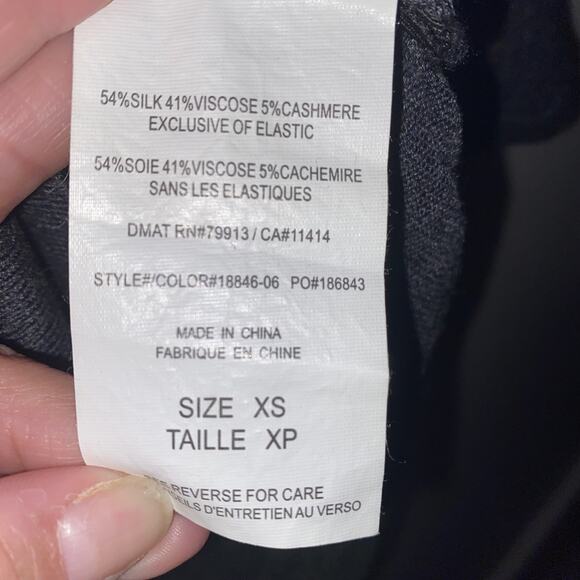 54%SILK 41%VISCOSE 5%CASHMERE
EXCLUSIVE OF ELASTIC
54%SOIE 41%VISCOSE 5%CACHEMIRE
SANS LES ELASTIQUES
DMAT RN#79913 / CA#11414
STYLE#/COLOR#18846-06 PO#186843
MADE IN CHINA
FABRIQUE EN CHINE
SIZE XS
TAILLE XP
REVERSE FOR CARE
D'ENTRETIEN AU VERSO